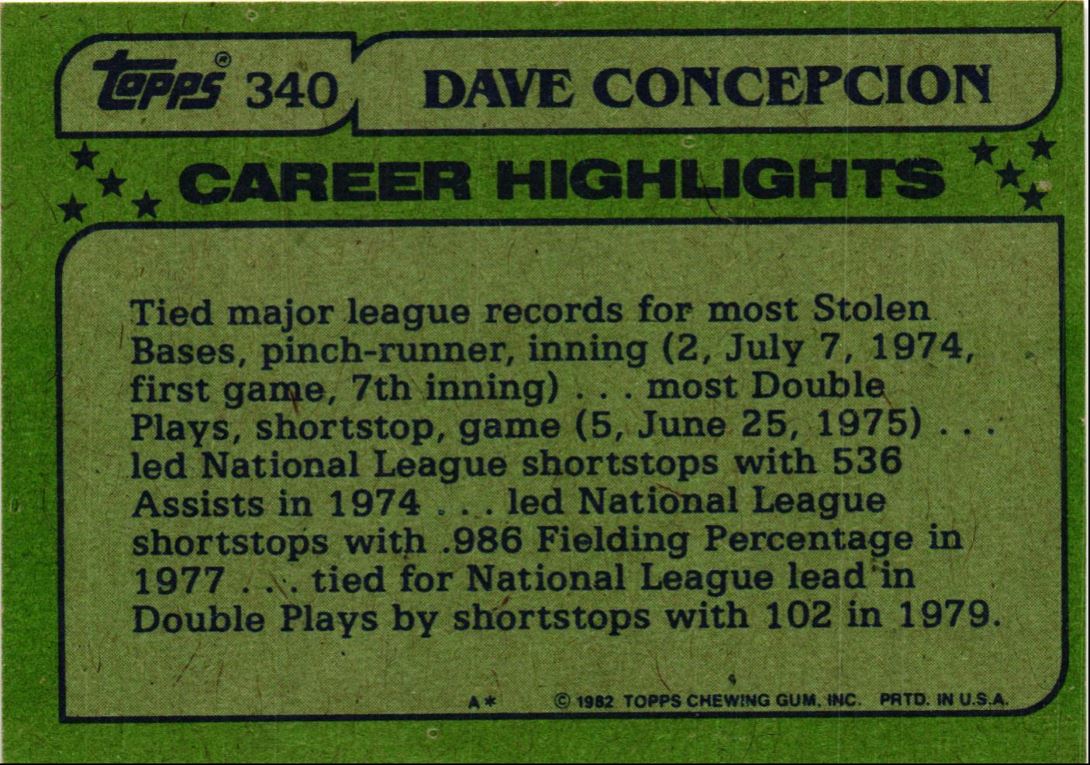 Topps® 340 DAVE CONCEPCION
CAREER HIGHLIGHTS
Tied major league records for most Stolen
Bases, pinch-runner, inning (2, July 7, 1974,
first game, 7th inning) . . . most Double
Plays, shortstop, game (5, June 25, 1975) . . .
led National League shortstops with 536
Assists in 1974 . . . led National League
shortstops with .986 Fielding Percentage in
1977 . . . tied for National League lead in
Double Plays by shortstops with 102 in 1979.
A* © 1982 TOPPS CHEWING GUM, INC. PRTD. IN U.S.A.